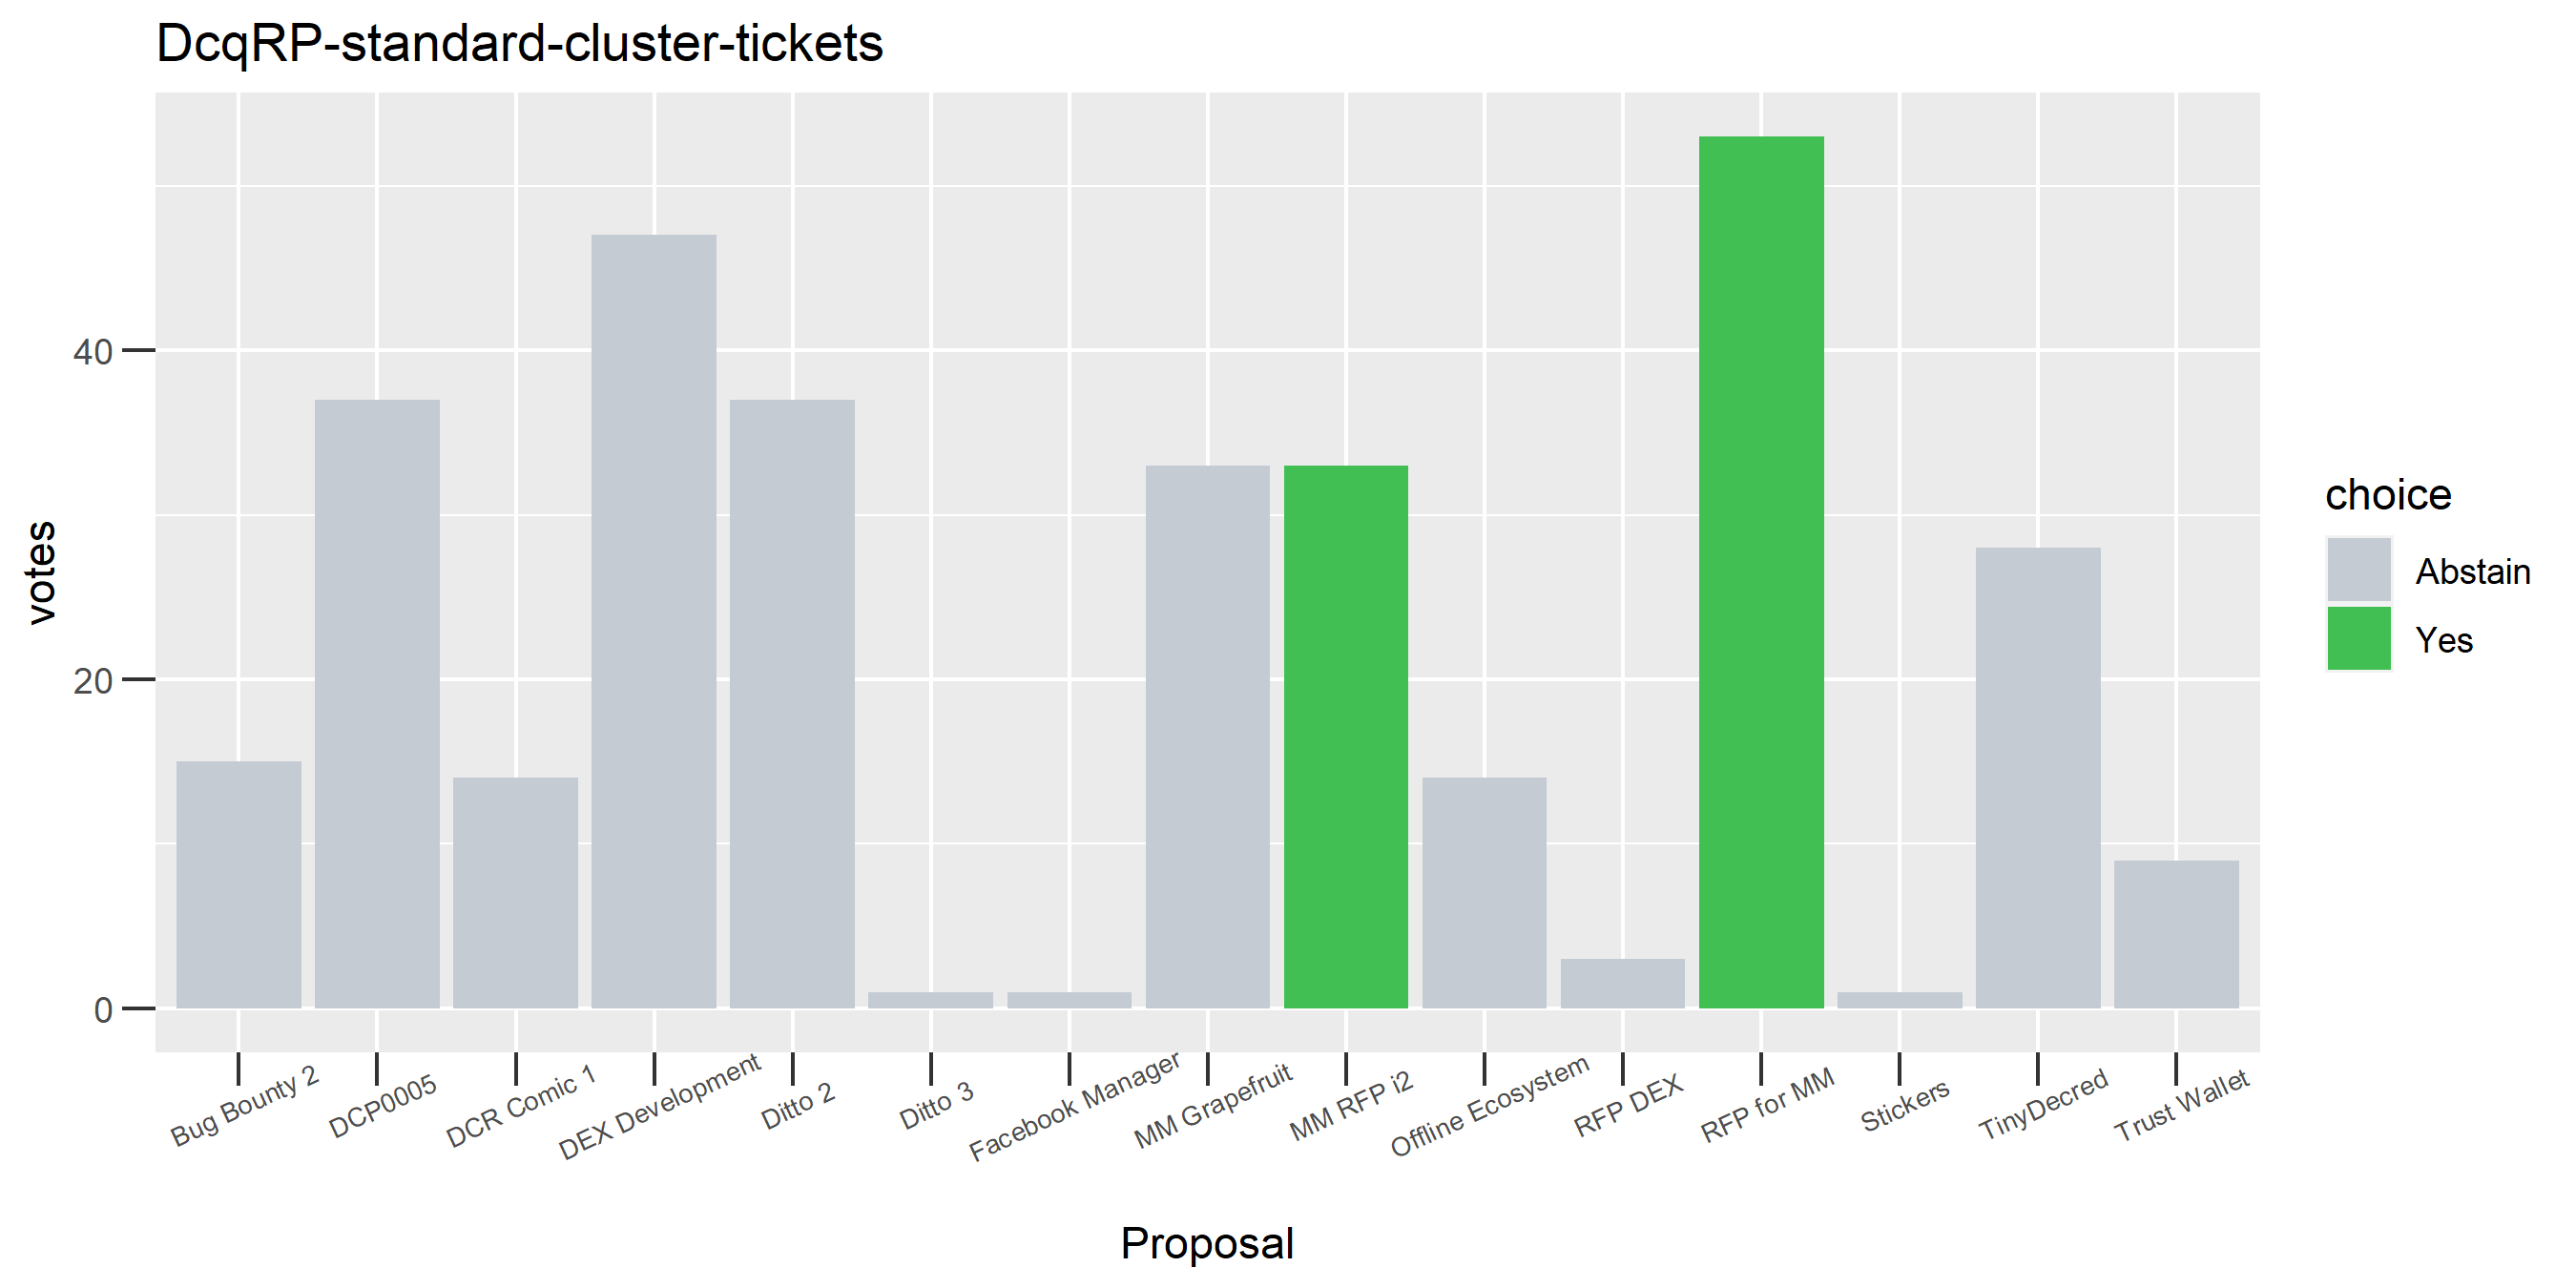 DcqRP-standard-cluster-tickets
votes
40
20
0
Bug Bounty 2
DCP0005
DCR Comic 1
DEX Development
Ditto 2
Ditto 3
Facebook Manager
MM Grapefruit
MM RFP i2
Offline Ecosystem
RFP DEX
RFP for MM
Stickers
TinyDecred
Trust Wallet
Proposal
choice
Abstain
Yes